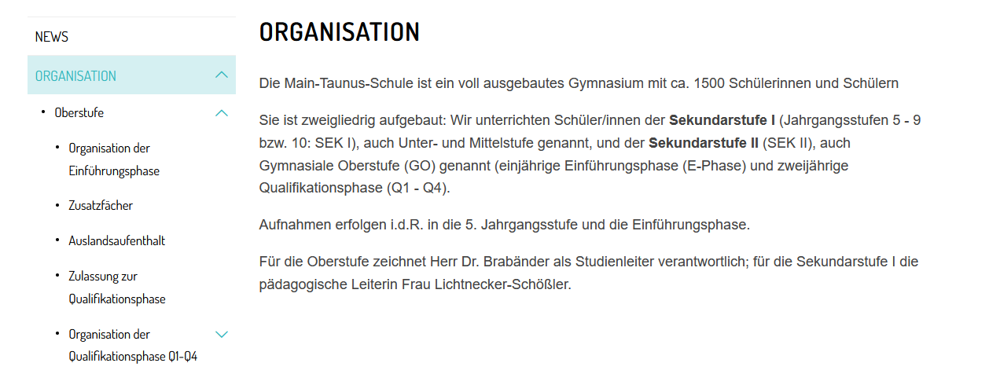 NEWS
ORGANISATION
• Oberstufe
• Organisation der
Einführungsphase
• Zusatzfächer
• Auslandsaufenthalt
• Zulassung zur
Qualifikationsphase
• Organisation der
Qualifikationsphase Q1-Q4
ORGANISATION
Die Main-Taunus-Schule ist ein voll ausgebautes Gymnasium mit ca. 1500 Schülerinnen und Schülern
Sie ist zweigliedrig aufgebaut: Wir unterrichten Schüler/innen der Sekundarstufe I (Jahrgangsstufen 5 - 9
bzw. 10: SEK I), auch Unter- und Mittelstufe genannt, und der Sekundarstufe II (SEK II), auch
Gymnasiale Oberstufe (GO) genannt (einjährige Einführungsphase (E-Phase) und zweijährige
Qualifikationsphase (Q1 - Q4).
Aufnahmen erfolgen i.d.R. in die 5. Jahrgangsstufe und die Einführungsphase.
Für die Oberstufe zeichnet Herr Dr. Brabänder als Studienleiter verantwortlich; für die Sekundarstufe I die
pädagogische Leiterin Frau Lichtnecker-Schößler.